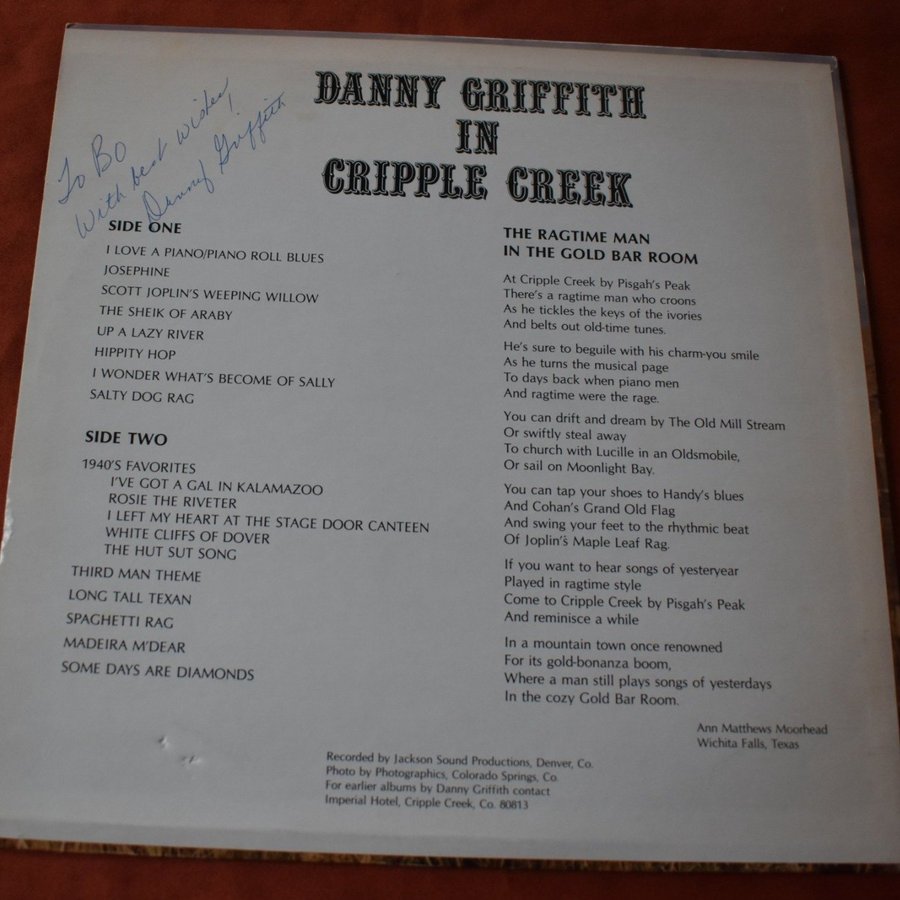 To Bo
With best wishes,
Danny Griffith
DANNY GRIFFITH
IN
CRIPPLE CREEK
SIDE ONE
I LOVE A PIANO/PIANO ROLL BLUES
JOSEPHINE
SCOTT JOPLIN'S WEEPING WILLOW
THE SHEIK OF ARABY
UP A LAZY RIVER
HIPPITY HOP
I WONDER WHAT'S BECOME OF SALLY
SALTY DOG RAG
SIDE TWO
1940'S FAVORITES
I'VE GOT A GAL IN KALAMAZOO
ROSIE THE RIVETER
I LEFT MY HEART AT THE STAGE DOOR CANTEEN
WHITE CLIFFS OF DOVER
THE HUT SUT SONG
THIRD MAN THEME
LONG TALL TEXAN
SPAGHETTI RAG
MADEIRA M'DEAR
SOME DAYS ARE DIAMONDS
THE RAGTIME MAN
IN THE GOLD BAR ROOM
At Cripple Creek by Pisgah's Peak
There's a ragtime man who croons
As he tickles the keys of the ivories
And belts out old-time tunes.
He's sure to beguile with his charm-you smile
As he turns the musical page
To days back when piano men
And ragtime were the rage.
You can drift and dream by The Old Mill Stream
Or swiftly steal away
To church with Lucille in an Oldsmobile,
Or sail on Moonlight Bay.
You can tap your shoes to Handy's blues
And Cohan's Grand Old Flag
And swing your feet to the rhythmic beat
Of Joplin's Maple Leaf Rag.
If you want to hear songs of yesteryear
Played in ragtime style
Come to Cripple Creek by Pisgah's Peak
And reminisce a while
In a mountain town once renowned
For its gold-bonanza boom,
Where a man still plays songs of yesterdays
In the cozy Gold Bar Room.
Ann Matthews Moorhead
Wichita Falls, Texas
Recorded by Jackson Sound Productions, Denver, Co.
Photo by Photographics, Colorado Springs, Co.
For earlier albums by Danny Griffith contact
Imperial Hotel, Cripple Creek, Co. 80813